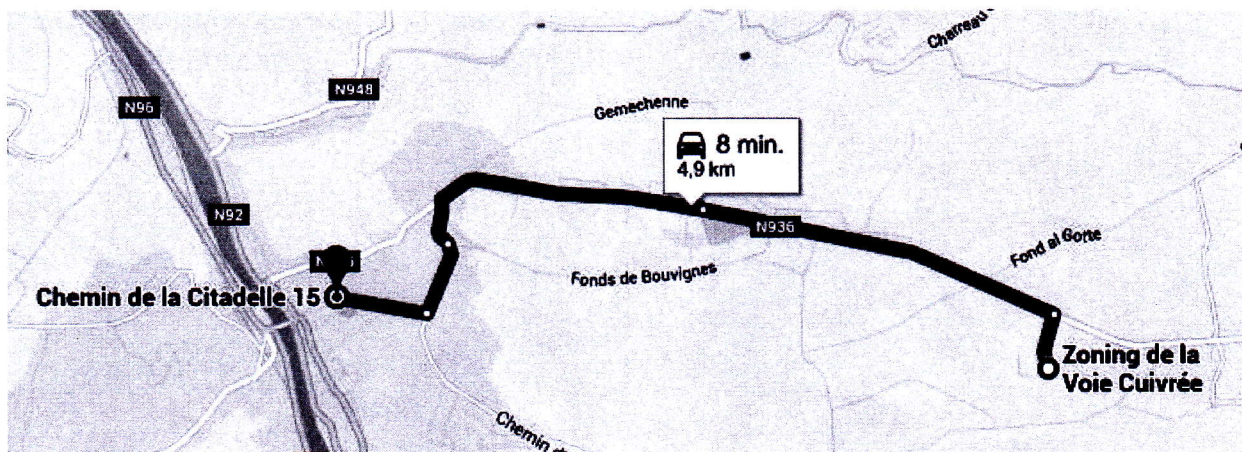 Charreau
N948
N96
Gemechenne
8 min.
4,9 km
N92
N936
Fond al Gotte
Fonds de Bouvignes
Chemin de la Citadelle 15
Zoning de la
Voie Cuivrée
Chemin